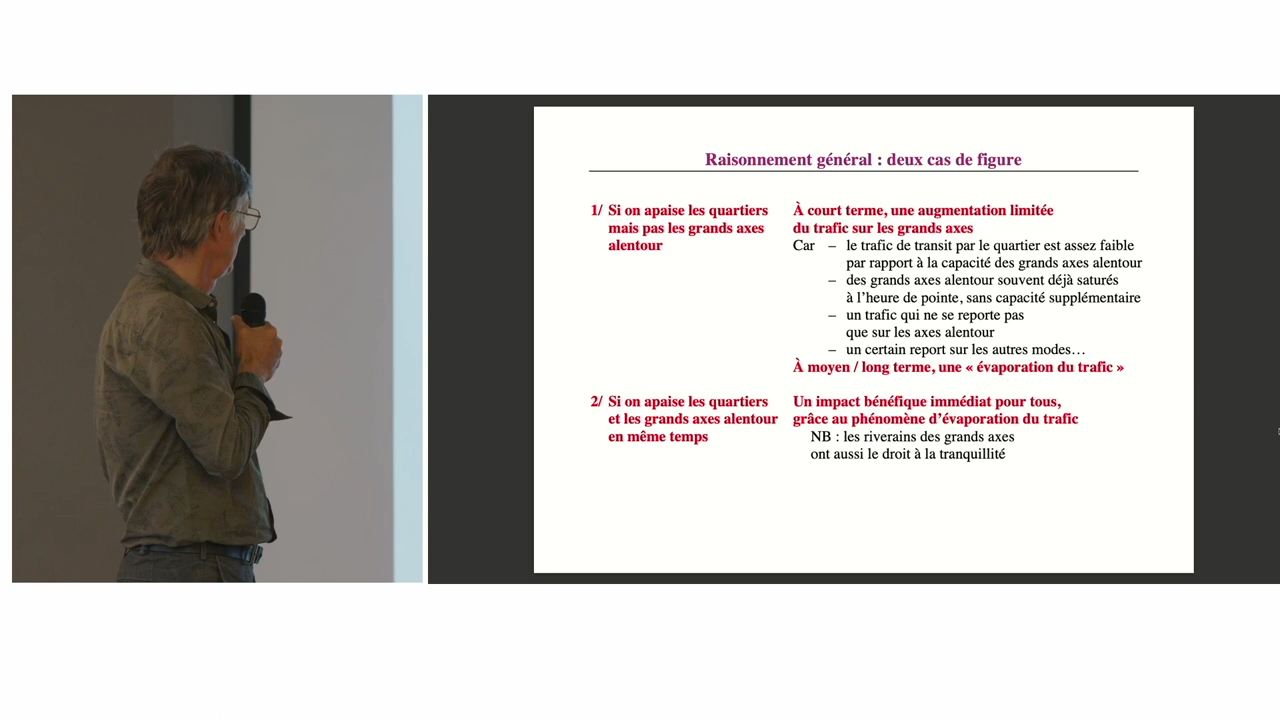 Raisonnement général : deux cas de figure
1/ Si on apaise les quartiers
mais pas les grands axes
alentour
À court terme, une augmentation limitée
du trafic sur les grands axes
Car – le trafic de transit par le quartier est assez faible
par rapport à la capacité des grands axes alentour
– des grands axes alentour souvent déjà saturés
à l’heure de pointe, sans capacité supplémentaire
– un trafic qui ne se reporte pas
que sur les axes alentour
– un certain report sur les autres modes…
À moyen / long terme, une « évaporation du trafic »
2/ Si on apaise les quartiers
et les grands axes alentour
en même temps
Un impact bénéfique immédiat pour tous,
grâce au phénomène d’évaporation du trafic
NB : les riverains des grands axes
ont aussi le droit à la tranquillité